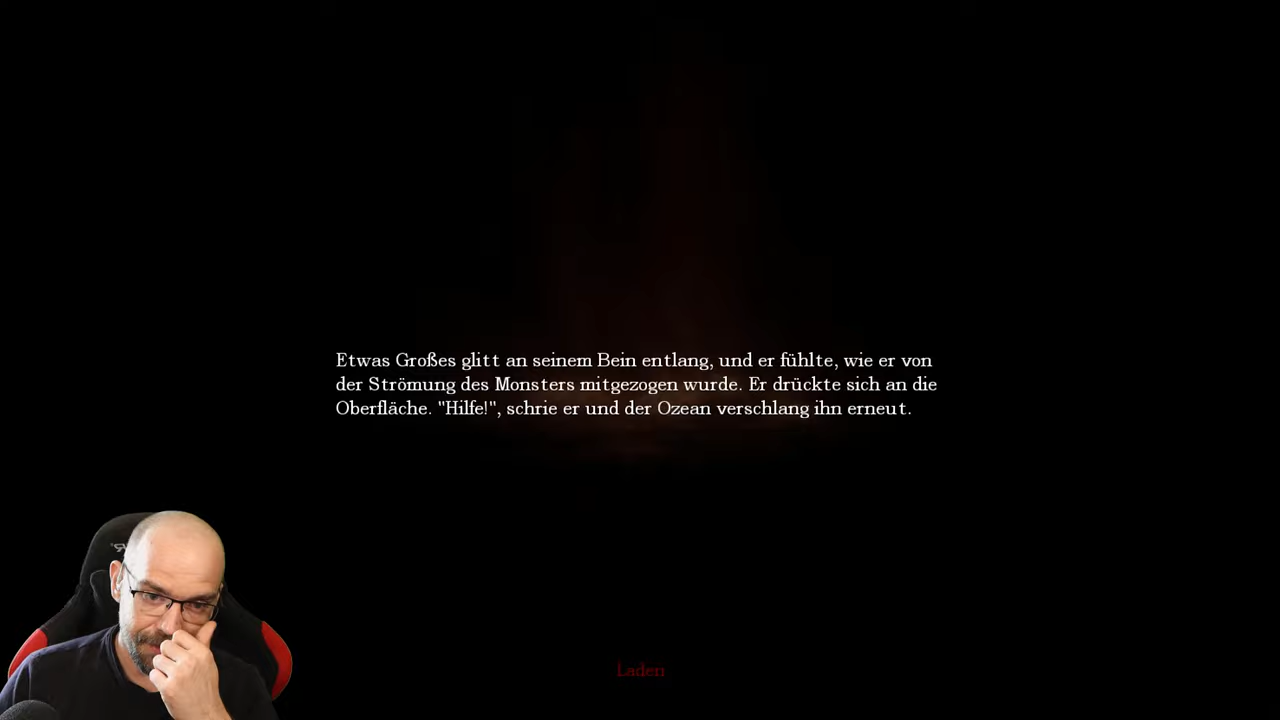 Etwas Großes glitt an seinem Bein entlang, und er fühlte, wie er von
der Strömung des Monsters mitgezogen wurde. Er drückte sich an die
Oberfläche. "Hilfe!", schrie er und der Ozean verschlang ihn erneut.
Laden